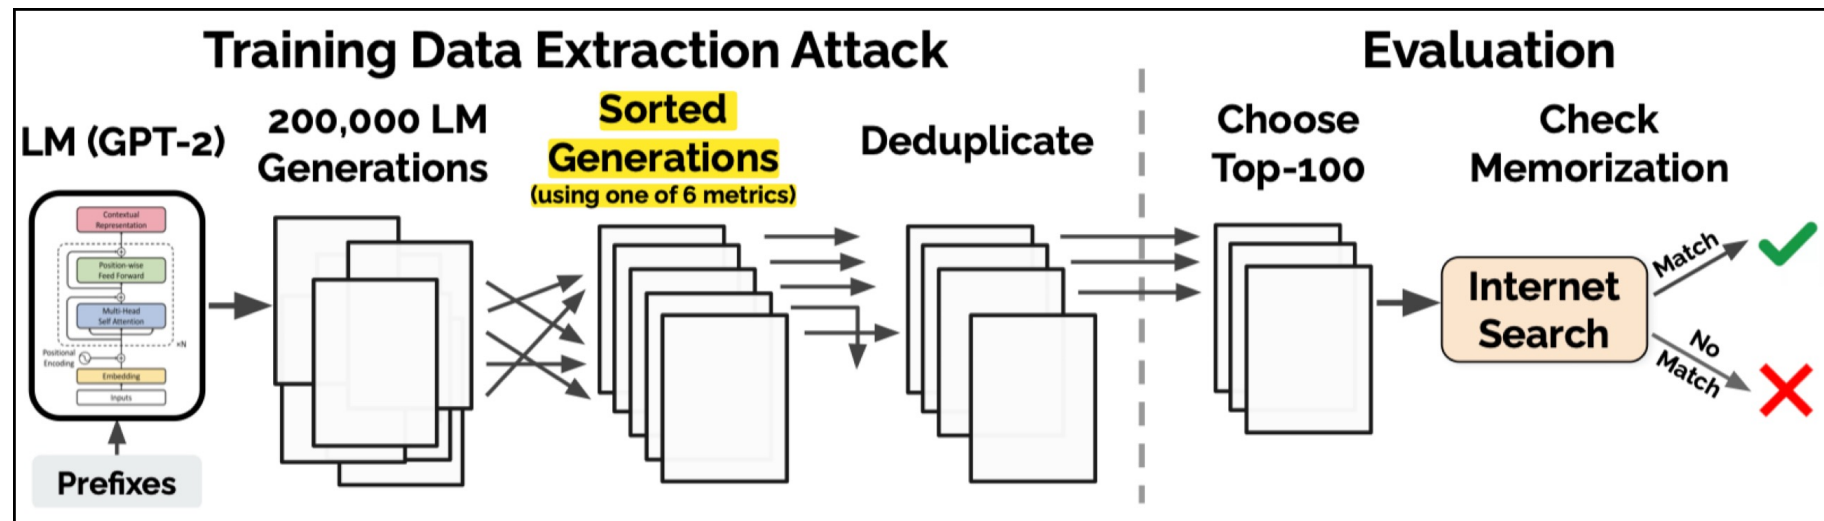 Training Data Extraction Attack
Evaluation
LM (GPT-2)
200,000 LM
Generations
Sorted
Generations
(using one of 6 metrics)
Deduplicate
Choose
Top-100
Check
Memorization
Contextual
Representation
Position-wise
Feed Forward
Multi-Head
Self Attention
×N
Positional
Encoding
Embedding
Inputs
Prefixes
Internet
Search
Match
No
Match